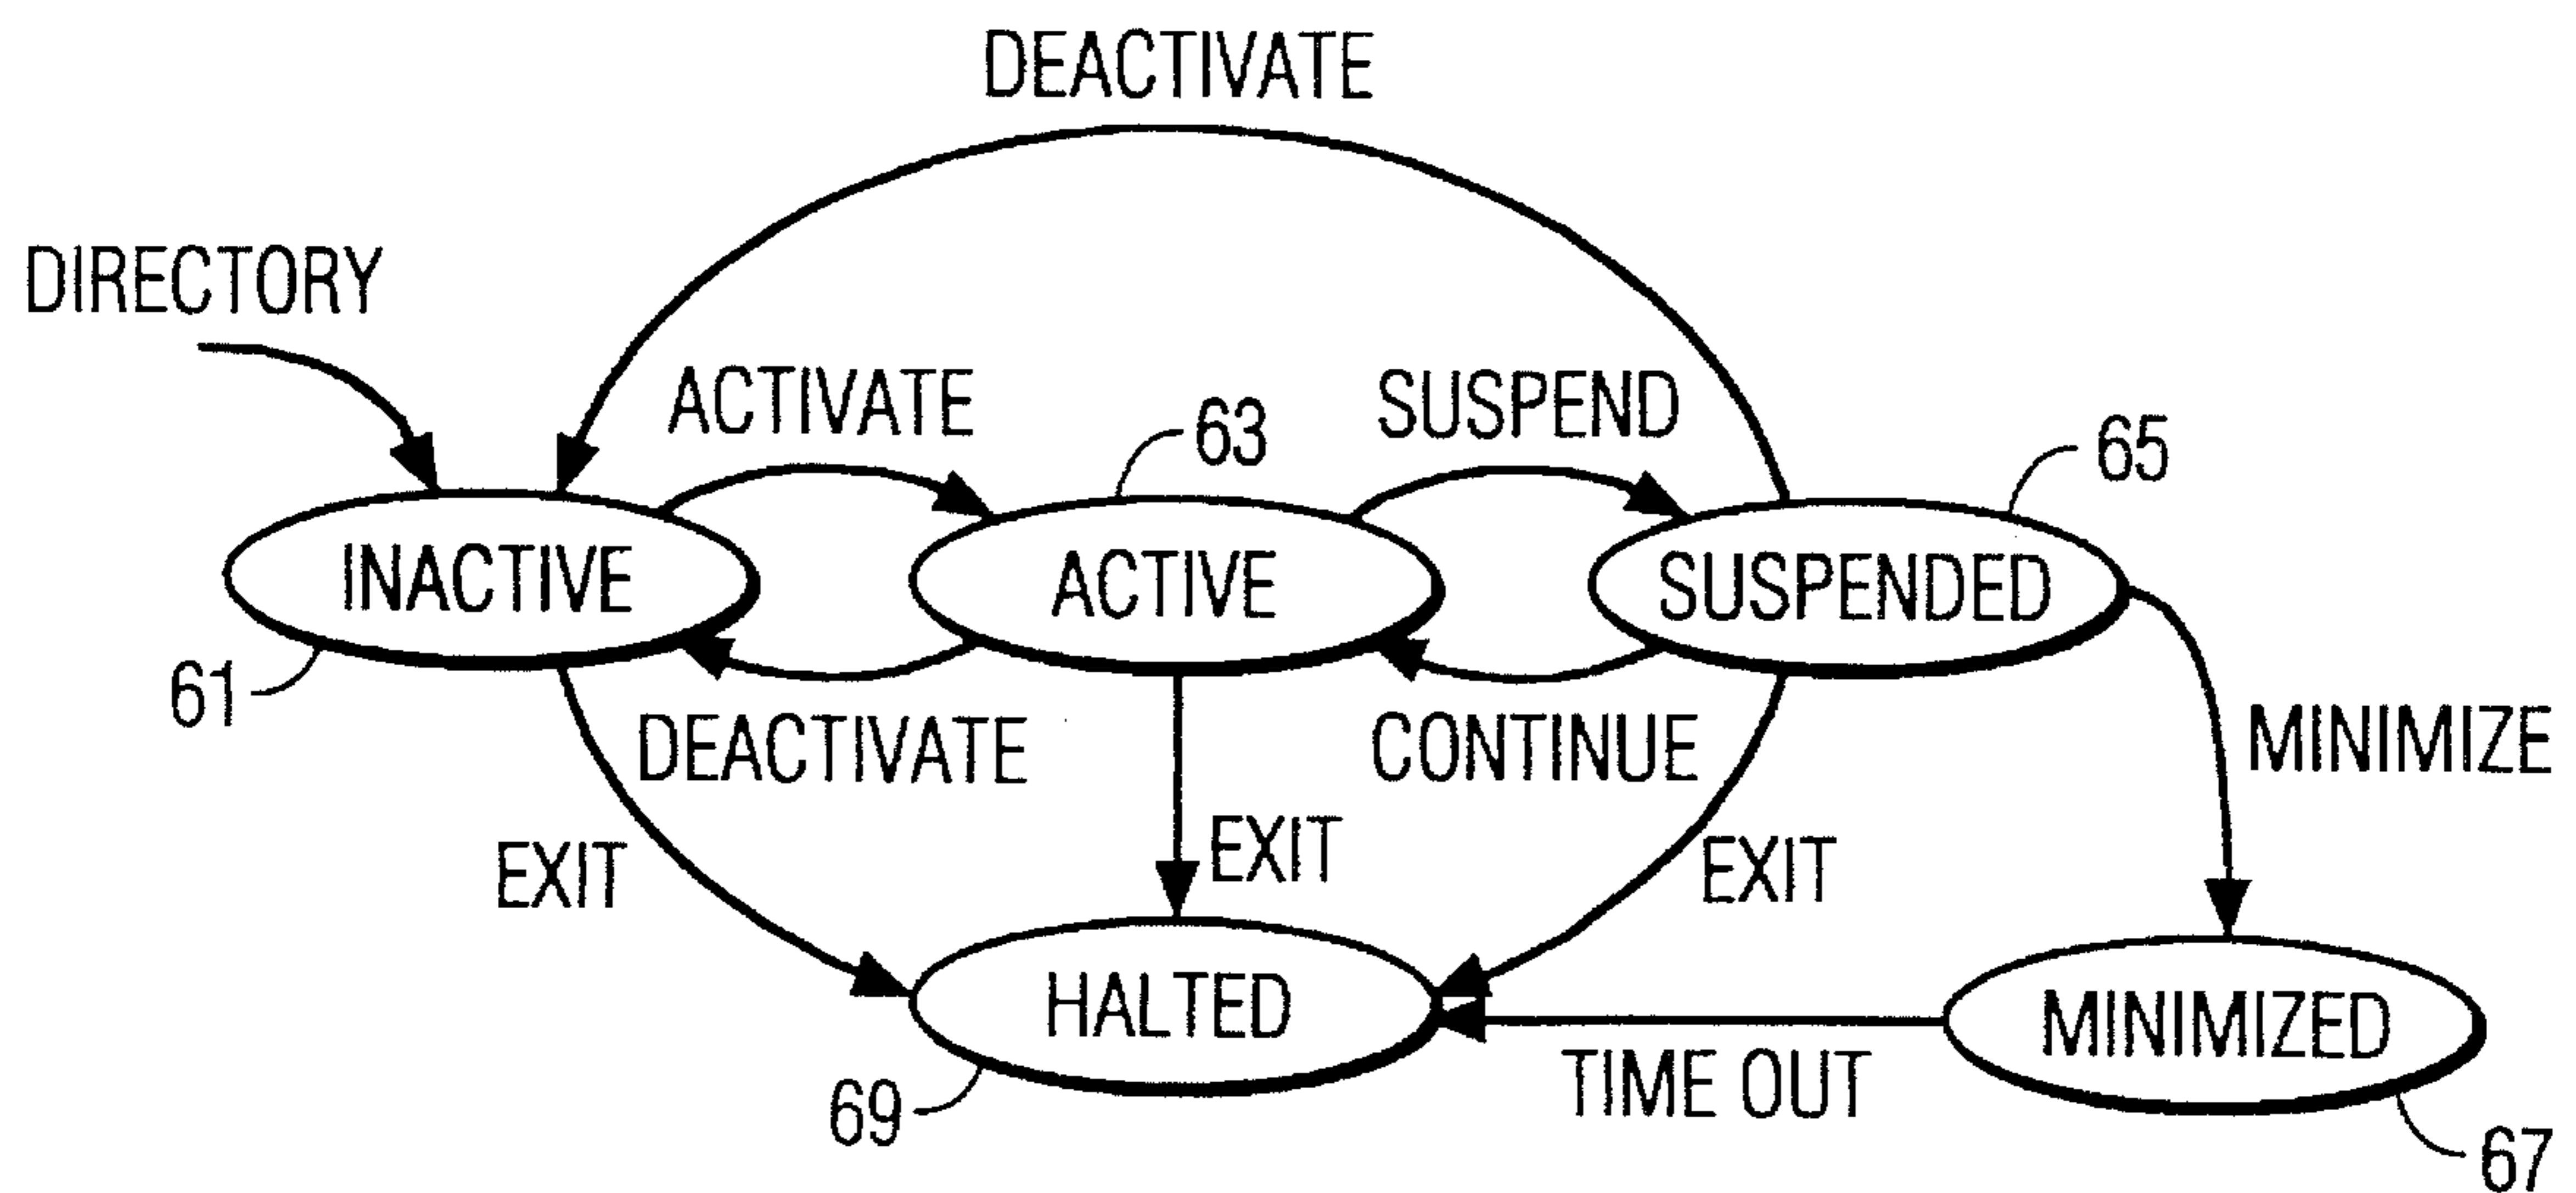 DEACTIVATE
DIRECTORY
ACTIVATE
63
SUSPEND
65
INACTIVE
ACTIVE
SUSPENDED
61
DEACTIVATE
CONTINUE
MINIMIZE
EXIT
EXIT
EXIT
HALTED
MINIMIZED
69
TIME OUT
67